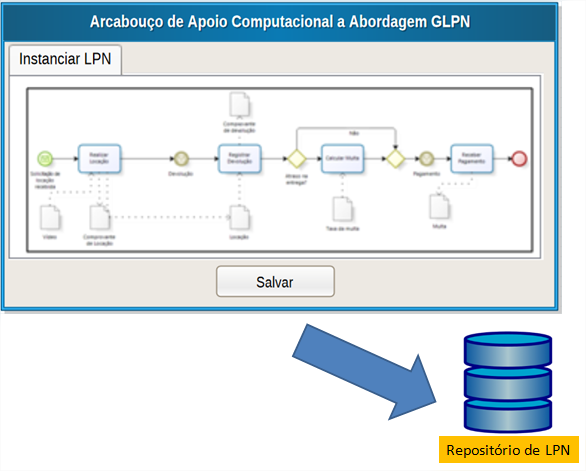 Arcabouço de Apoio Computacional a Abordagem GLPN
Instanciar LPN
Comprovante
de devolução
Não
Realizar
Locação
Registrar
Devolução
Calcular Multa
Receber
Pagamento
Solicitação de
locação
recebida
Devolução
Atraso na
entrega?
Pagamento
Vídeo
Comprovante
de Locação
Locação
Taxa de multa
Multa
Salvar
Repositório de LPN